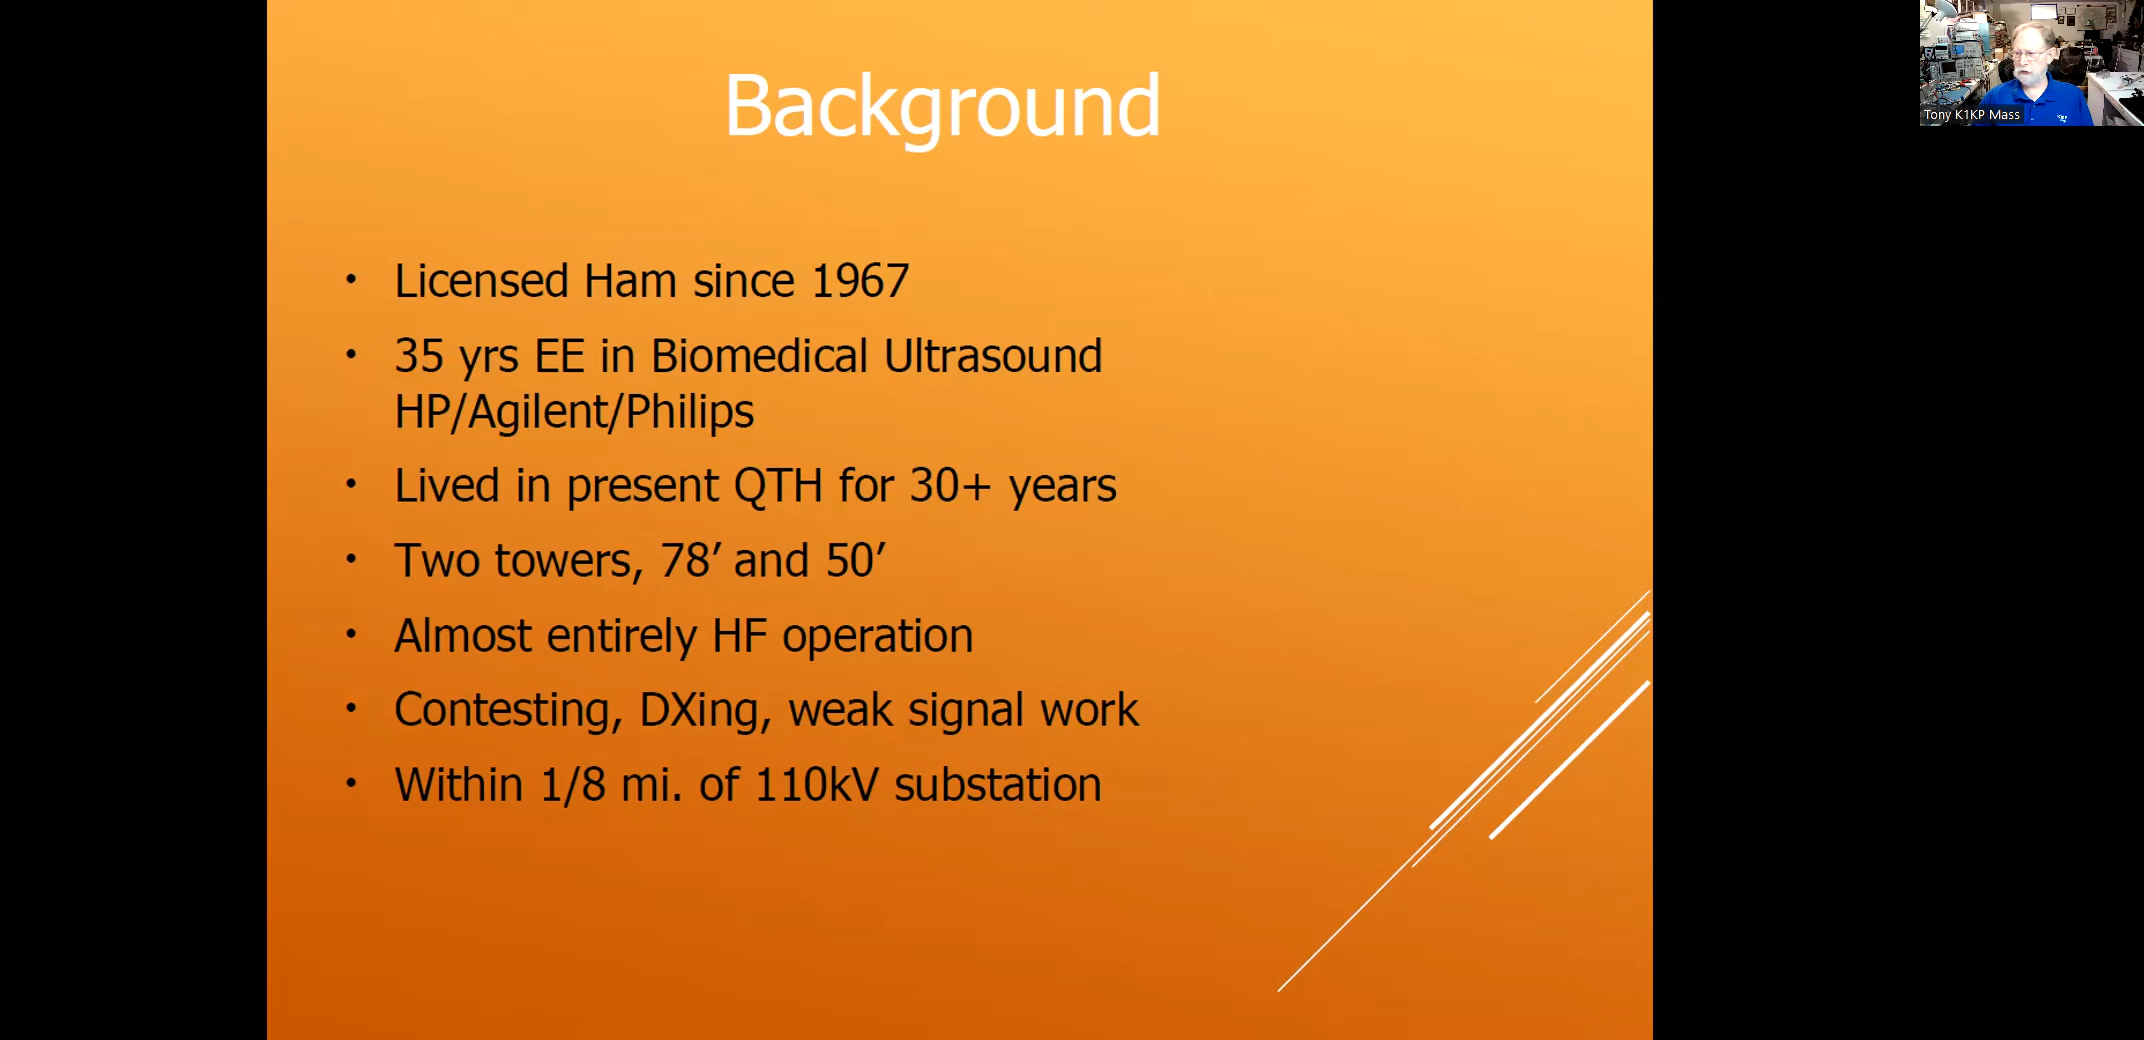 Background
• Licensed Ham since 1967
• 35 yrs EE in Biomedical Ultrasound
HP/Agilent/Philips
• Lived in present QTH for 30+ years
• Two towers, 78’ and 50’
• Almost entirely HF operation
• Contesting, DXing, weak signal work
• Within 1/8 mi. of 110kV substation
Tony K1KP Mass